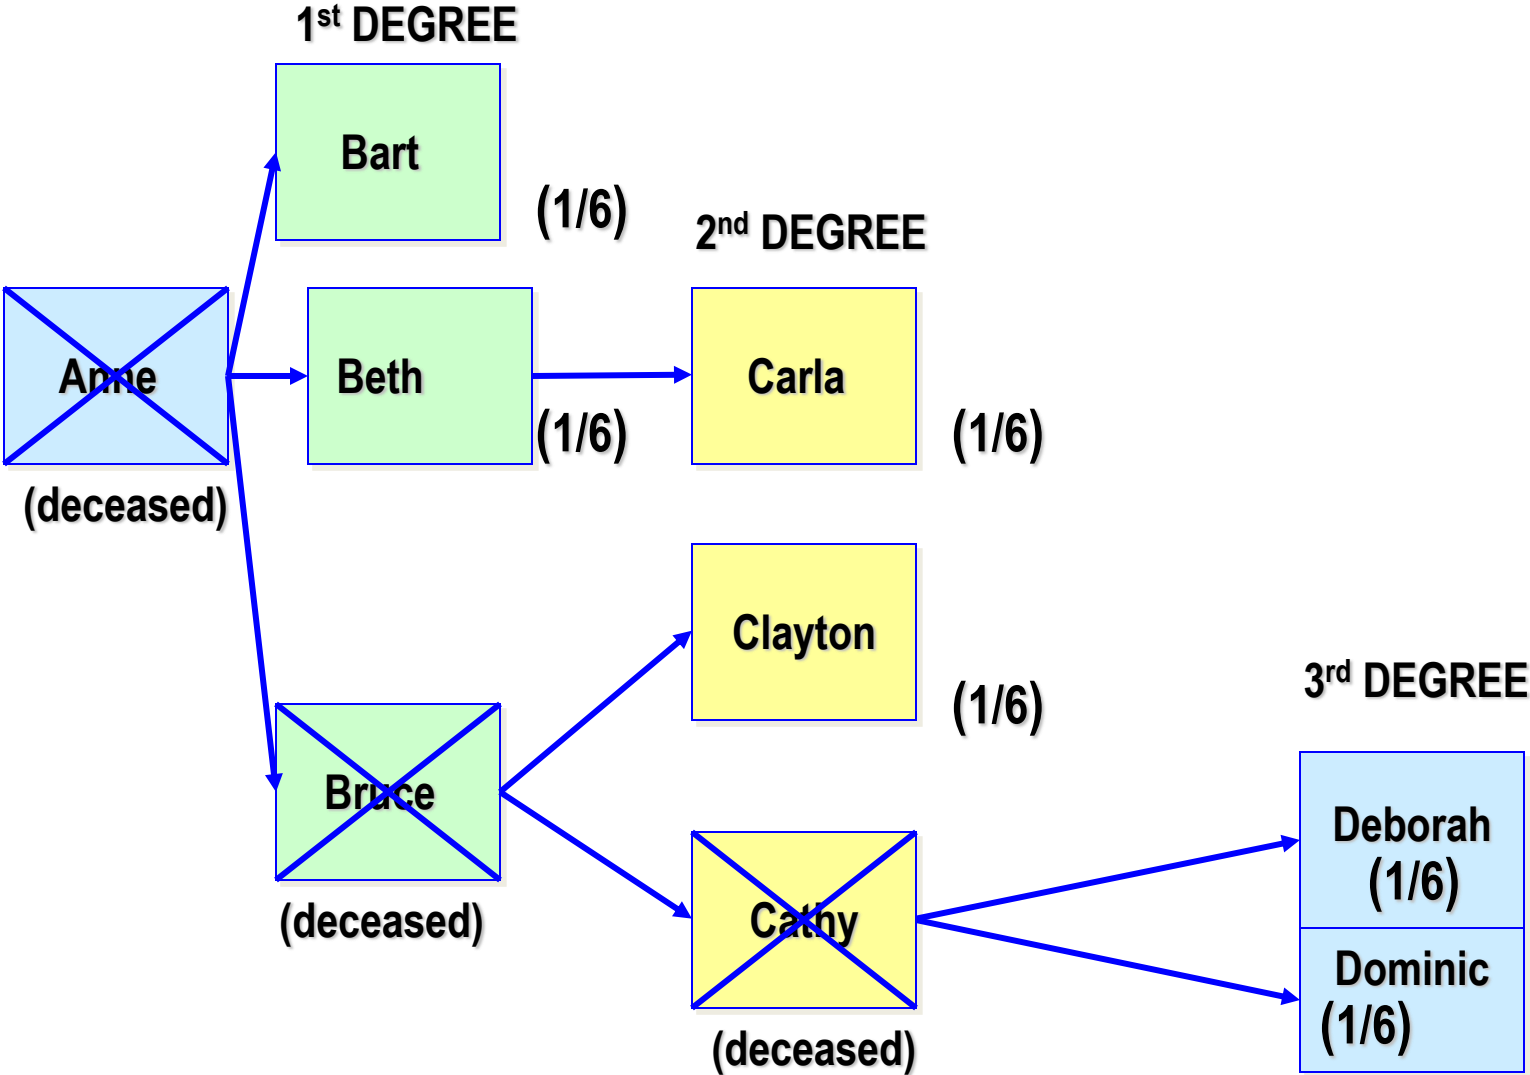 1st DEGREE
Bart
(1/6)
2nd DEGREE
Anne
Beth
Carla
(1/6)
(1/6)
(deceased)
Clayton
(1/6)
3rd DEGREE
Bruce
Deborah
(1/6)
(deceased)
Cathy
Dominic
(1/6)
(deceased)